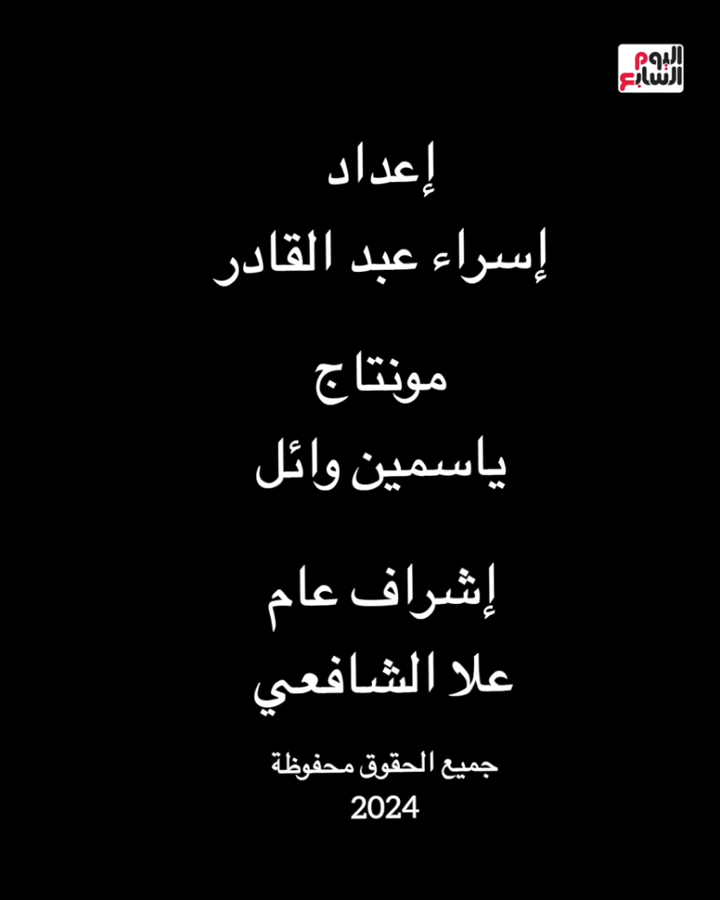 اليوم
السابع
إعداد
إسراء عبد القادر
مونتاج
ياسمين وائل
إشراف عام
علا الشافعي
جميع الحقوق محفوظة
2024